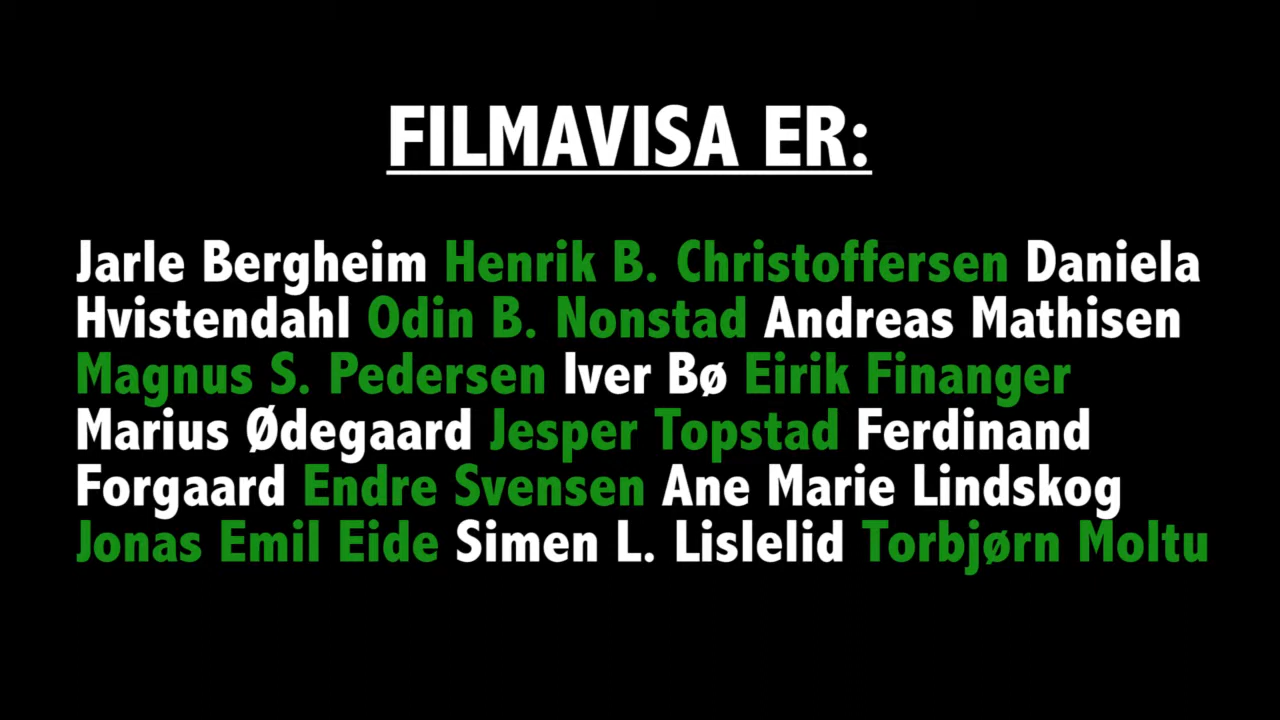 FILMAVISA ER:
Jarle Bergheim Henrik B. Christoffersen Daniela
Hvistendahl Odin B. Nonstad Andreas Mathisen
Magnus S. Pedersen Iver Bø Eirik Finanger
Marius Ødegaard Jesper Topstad Ferdinand
Forgaard Endre Svensen Ane Marie Lindskog
Jonas Emil Eide Simen L. Lislelid Torbjørn Moltu